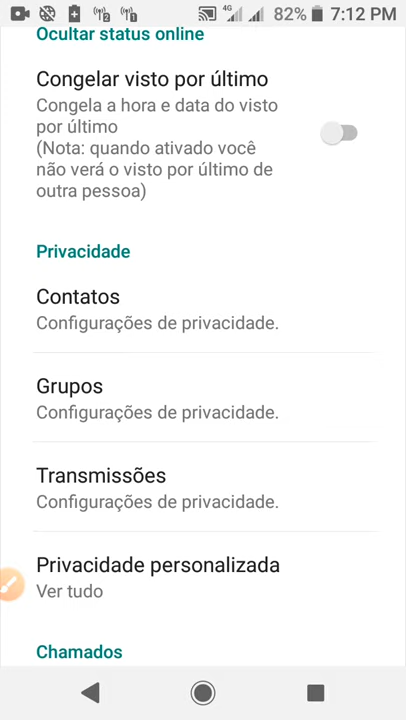 4G 82% 7:12 PM
Ocultar status online
Congelar visto por último
Congela a hora e data do visto
por último
(Nota: quando ativado você
não verá o visto por último de
outra pessoa)
Privacidade
Contatos
Configurações de privacidade.
Grupos
Configurações de privacidade.
Transmissões
Configurações de privacidade.
Privacidade personalizada
Ver tudo
Chamados